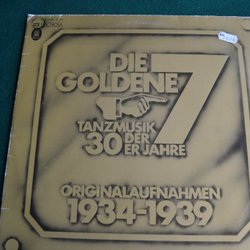 DIE
GOLDENE 7
TANZMUSIK
30 DER
ER JAHRE
ORIGINALAUFNAHMEN
1934-1939